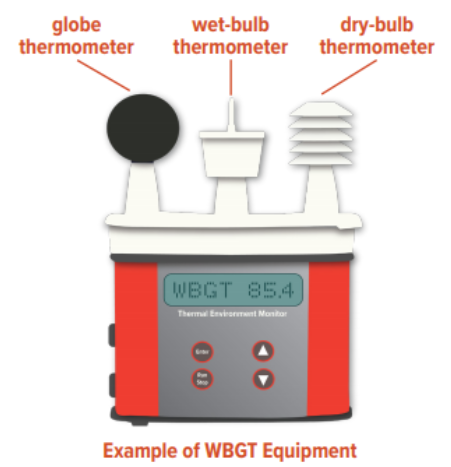 globe
thermometer
wet-bulb
thermometer
dry-bulb
thermometer
WBGT 85.4
Thermal Environment Monitor
Enter
Run
Stop
Example of WBGT Equipment